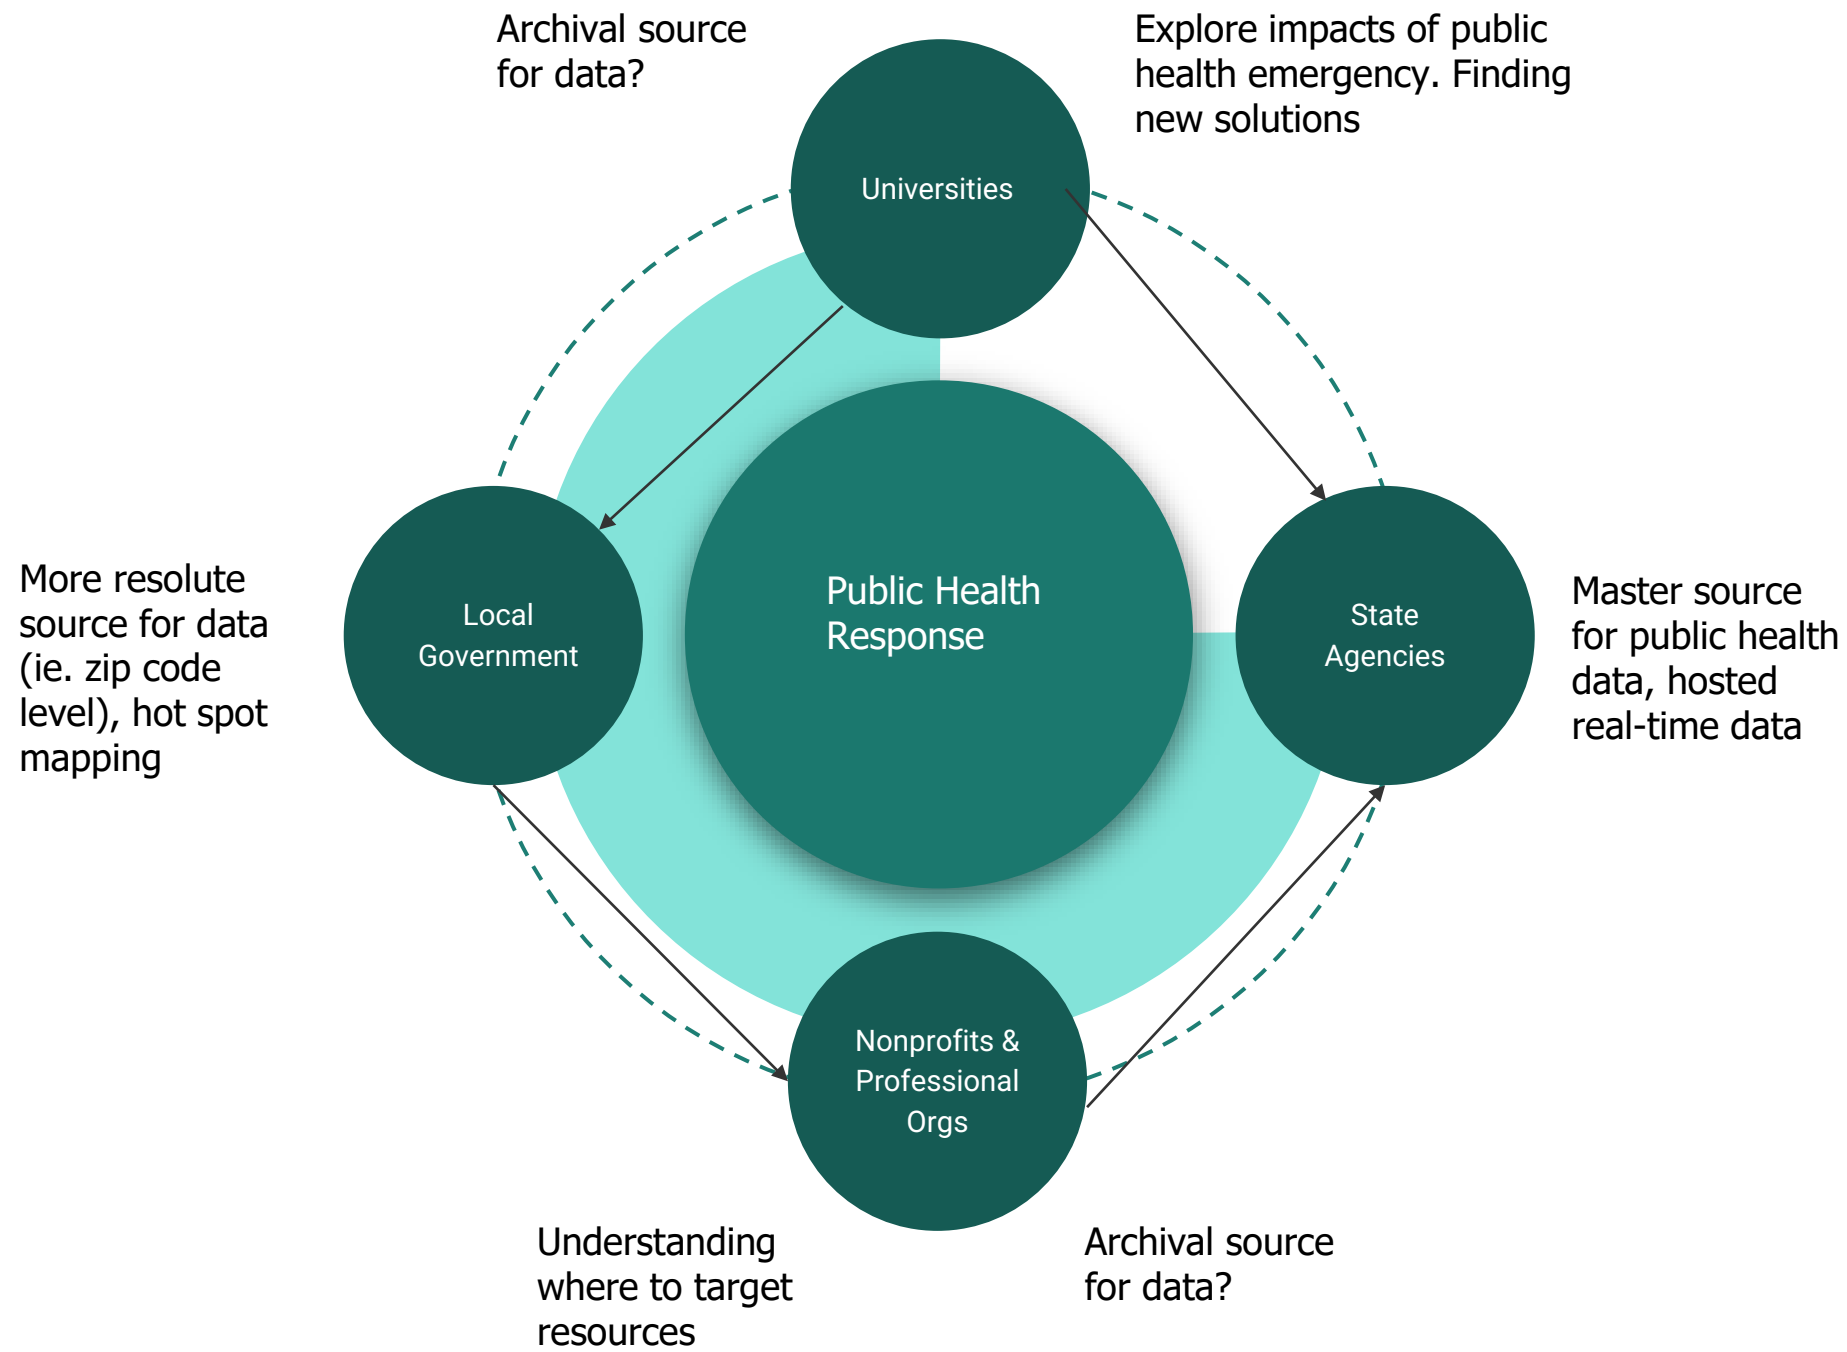 Archival source
for data?
Explore impacts of public
health emergency. Finding
new solutions
Universities
More resolute
source for data
(ie. zip code
level), hot spot
mapping
Local
Government
Public Health
Response
State
Agencies
Master source
for public health
data, hosted
real-time data
Nonprofits &
Professional
Orgs
Understanding
where to target
resources
Archival source
for data?